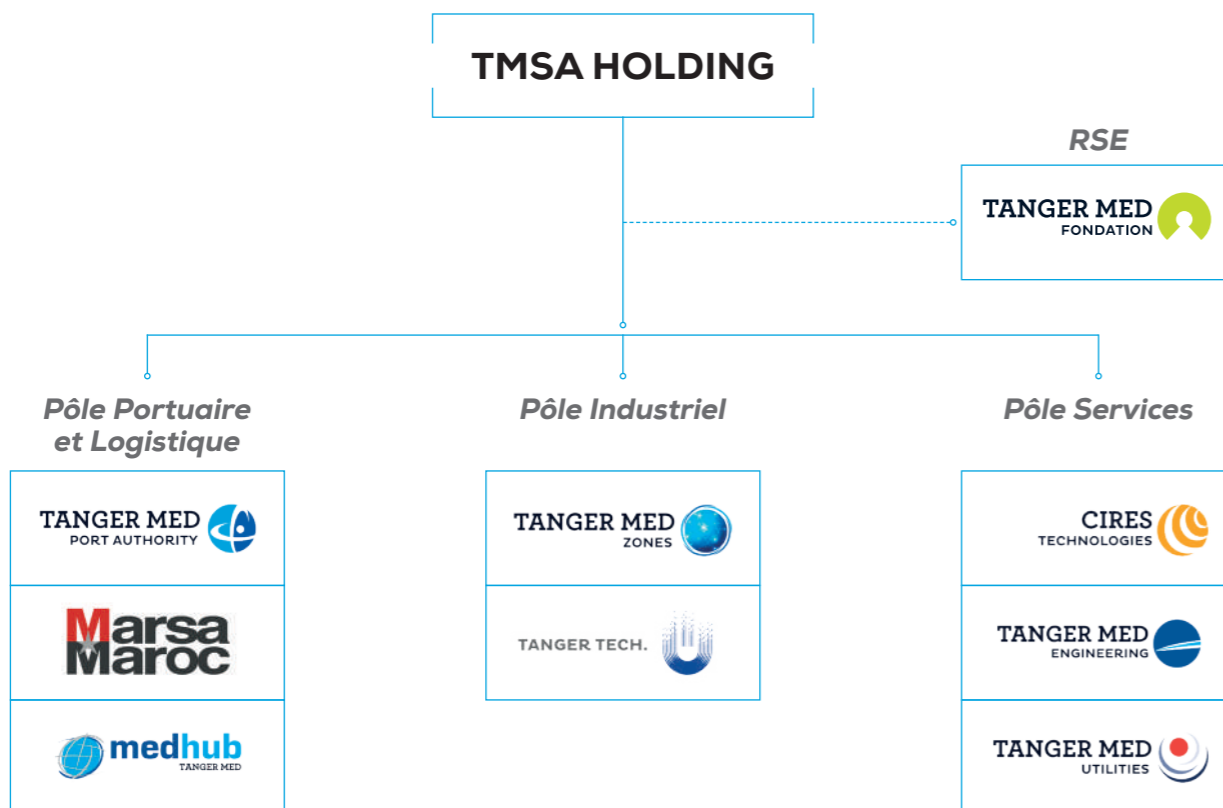 TMSA HOLDING
RSE
TANGER MED
FONDATION
Pôle Portuaire
et Logistique
TANGER MED
PORT AUTHORITY
Marsa
Maroc
medhub
TANGER MED
Pôle Industriel
TANGER MED
ZONES
TANGER TECH.
Pôle Services
CIRES
TECHNOLOGIES
TANGER MED
ENGINEERING
TANGER MED
UTILITIES